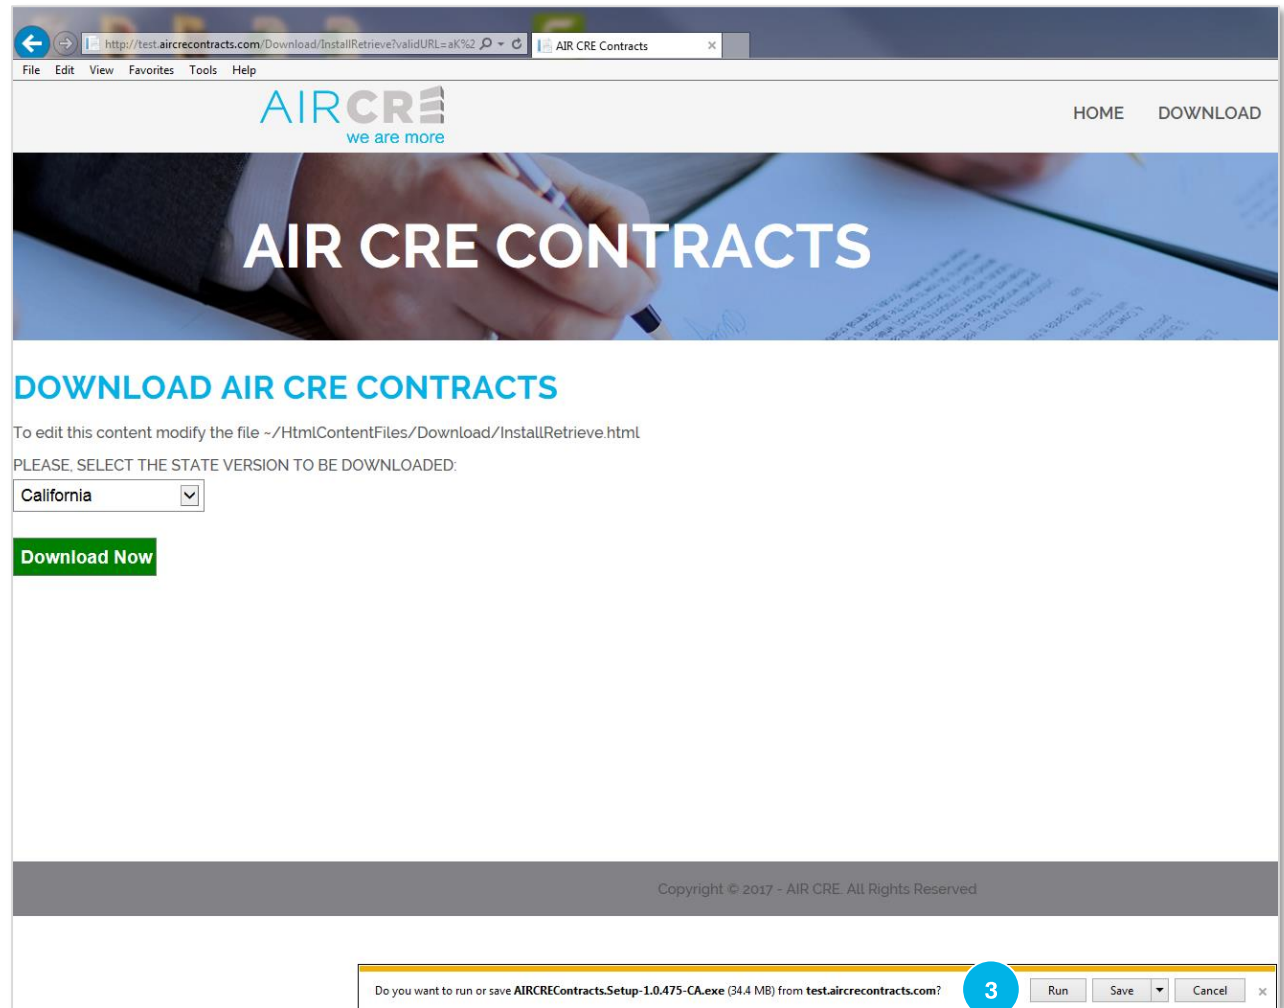 http://test.aircrecontracts.com/Download/InstallRetrieve?validURL=aK%2
AIR CRE Contracts
File Edit View Favorites Tools Help
AIRCRE
we are more
HOME DOWNLOAD
AIR CRE CONTRACTS
DOWNLOAD AIR CRE CONTRACTS
To edit this content modify the file ~/HtmlContentFiles/Download/InstallRetrieve.html
PLEASE, SELECT THE STATE VERSION TO BE DOWNLOADED:
California
Download Now
Copyright © 2017 - AIR CRE. All Rights Reserved
Do you want to run or save AIRCREContracts.Setup-1.0.475-CA.exe (34.4 MB) from test.aircrecontracts.com? 3 Run Save Cancel